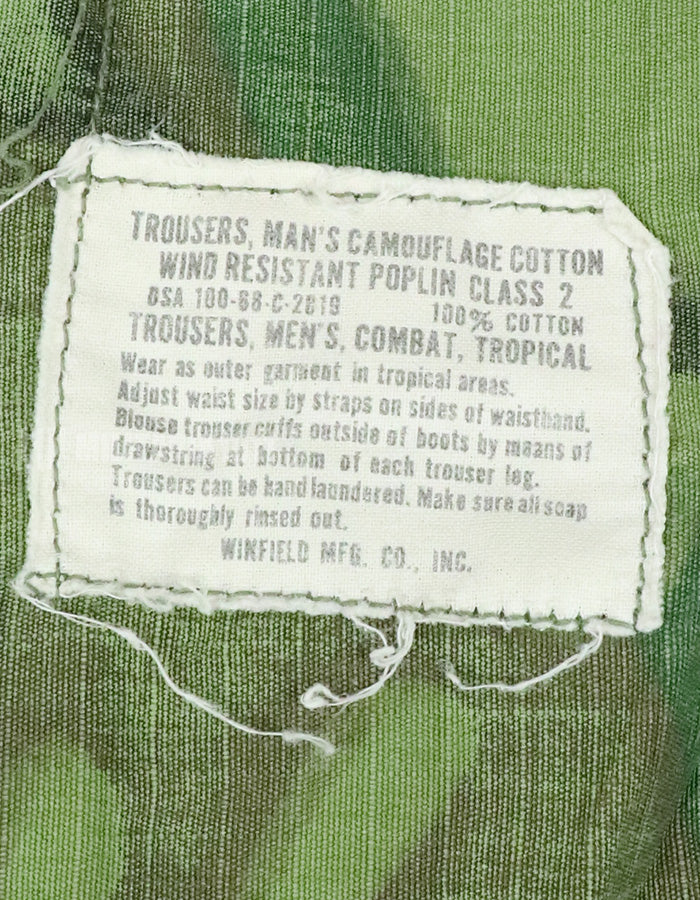 TROUSERS, MAN'S CAMOUFLAGE COTTON
WIND RESISTANT POPLIN CLASS 2
DSA 100-68-C-2819 100% COTTON
TROUSERS, MEN'S, COMBAT, TROPICAL
Wear as outer garment in tropical areas.
Adjust waist size by straps on sides of waistband.
Blouse trouser cuffs outside of boots by means of
drawstring at bottom of each trouser leg.
Trousers can be hand laundered. Make sure all soap
is thoroughly rinsed out.
WINFIELD MFG. CO., INC.